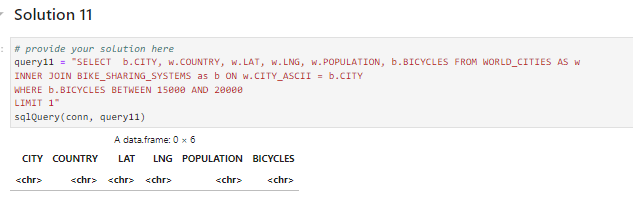 Solution 11
# provide your solution here
query11 = "SELECT  b.CITY, w.COUNTRY, w.LAT, w.LNG, w.POPULATION, b.BICYCLES FROM WORLD_CITIES AS w
INNER JOIN BIKE_SHARING_SYSTEMS as b ON w.CITY_ASCII = b.CITY
WHERE b.BICYCLES BETWEEN 15000 AND 20000
LIMIT 1"
sqlQuery(conn, query11)
A data.frame: 0 × 6
CITY COUNTRY LAT LNG POPULATION BICYCLES
<chr> <chr> <chr> <chr> <chr> <chr>